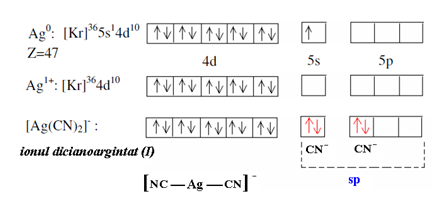 Ag⁰: [Kr]³⁶5s¹4d¹⁰ ↑↓ ↑↓ ↑↓ ↑↓ ↑↓ ↑
Z=47
4d 5s 5p
Ag¹⁺: [Kr]³⁶4d¹⁰ ↑↓ ↑↓ ↑↓ ↑↓ ↑↓
[Ag(CN)₂]⁻ : ↑↓ ↑↓ ↑↓ ↑↓ ↑↓ ↑↓ ↑↓
ionul dicianoargintat (I) CN⁻ CN⁻
[NC — Ag — CN]⁻ sp